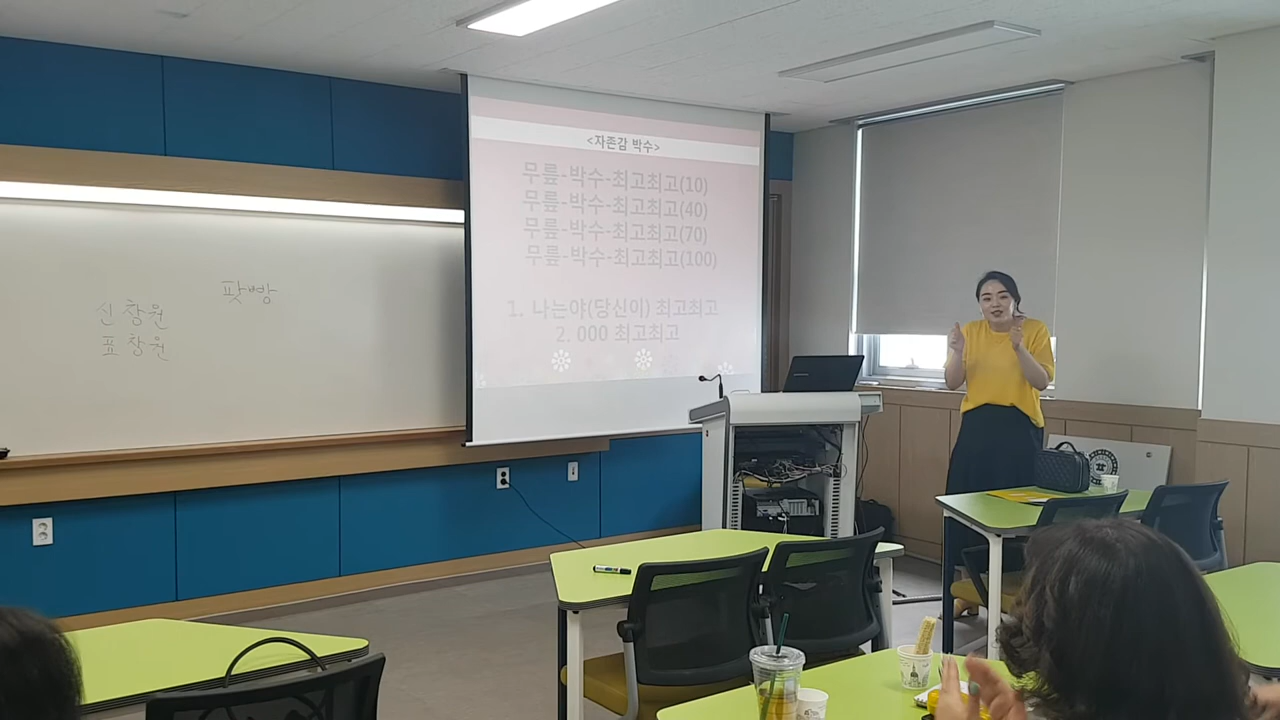 <자존감 박수>
무릎-박수-최고최고(10)
무릎-박수-최고최고(40)
무릎-박수-최고최고(70)
무릎-박수-최고최고(100)
1. 나는야(당신이) 최고최고
2. 000 최고최고
팟빵
신창원
표창원